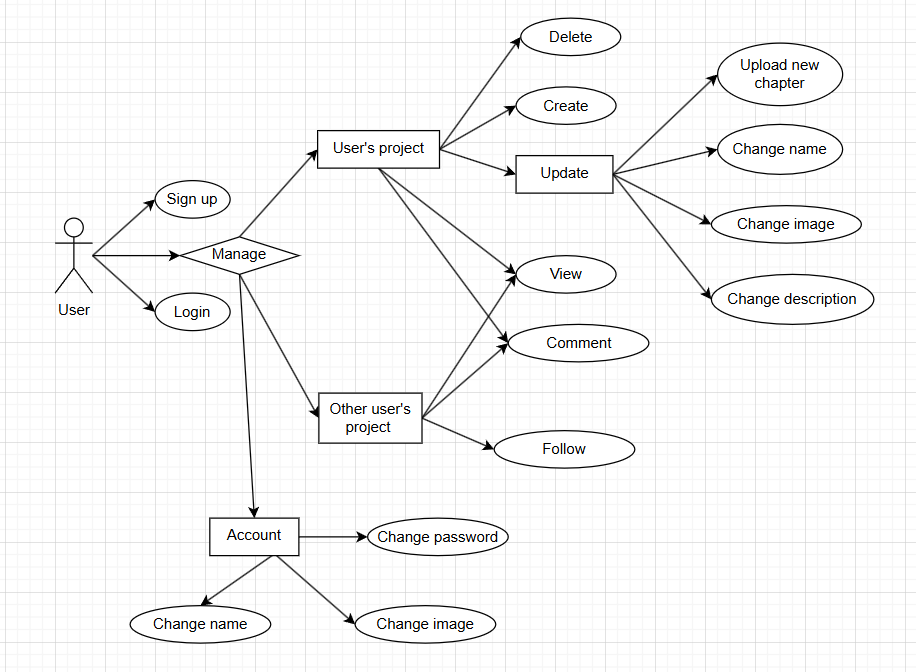 Delete
Upload new
chapter
Create
User's project
Change name
Update
Sign up
Change image
Manage
View
User
Login
Change description
Comment
Other user's
project
Follow
Account
Change password
Change name
Change image